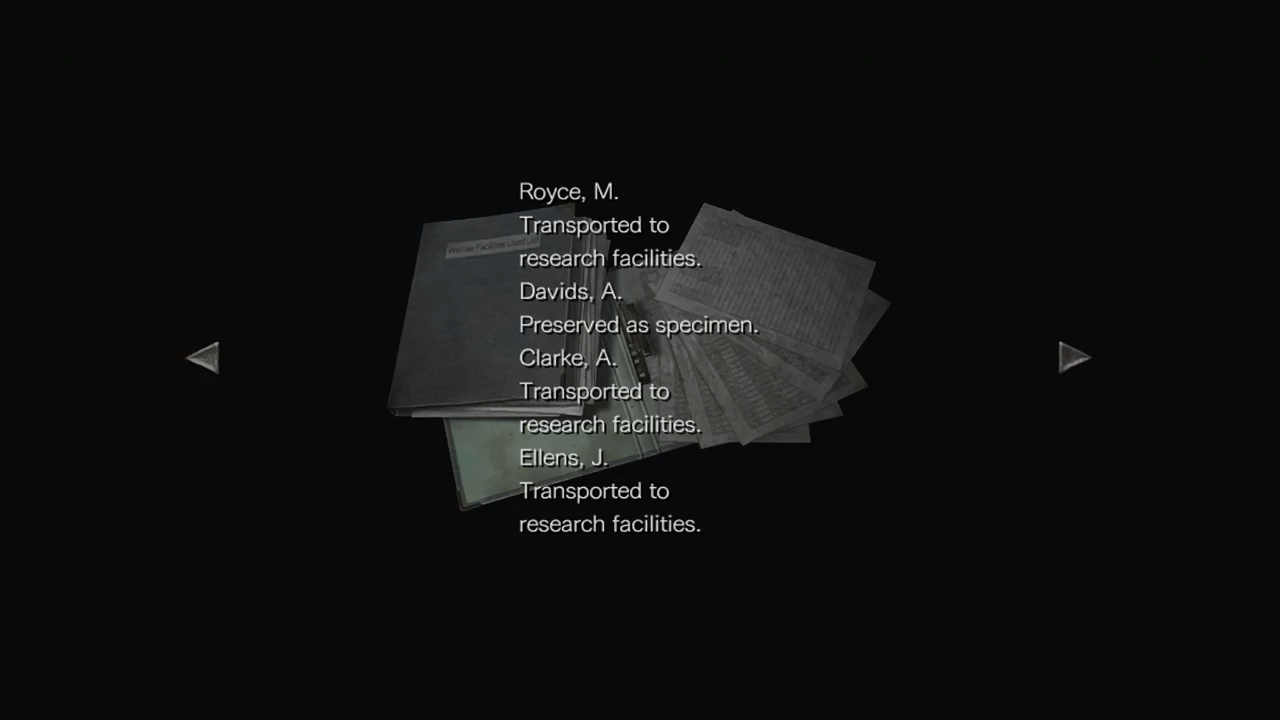 Royce, M.
Transported to
research facilities.
Davids, A.
Preserved as specimen.
Clarke, A.
Transported to
research facilities.
Ellens, J.
Transported to
research facilities.